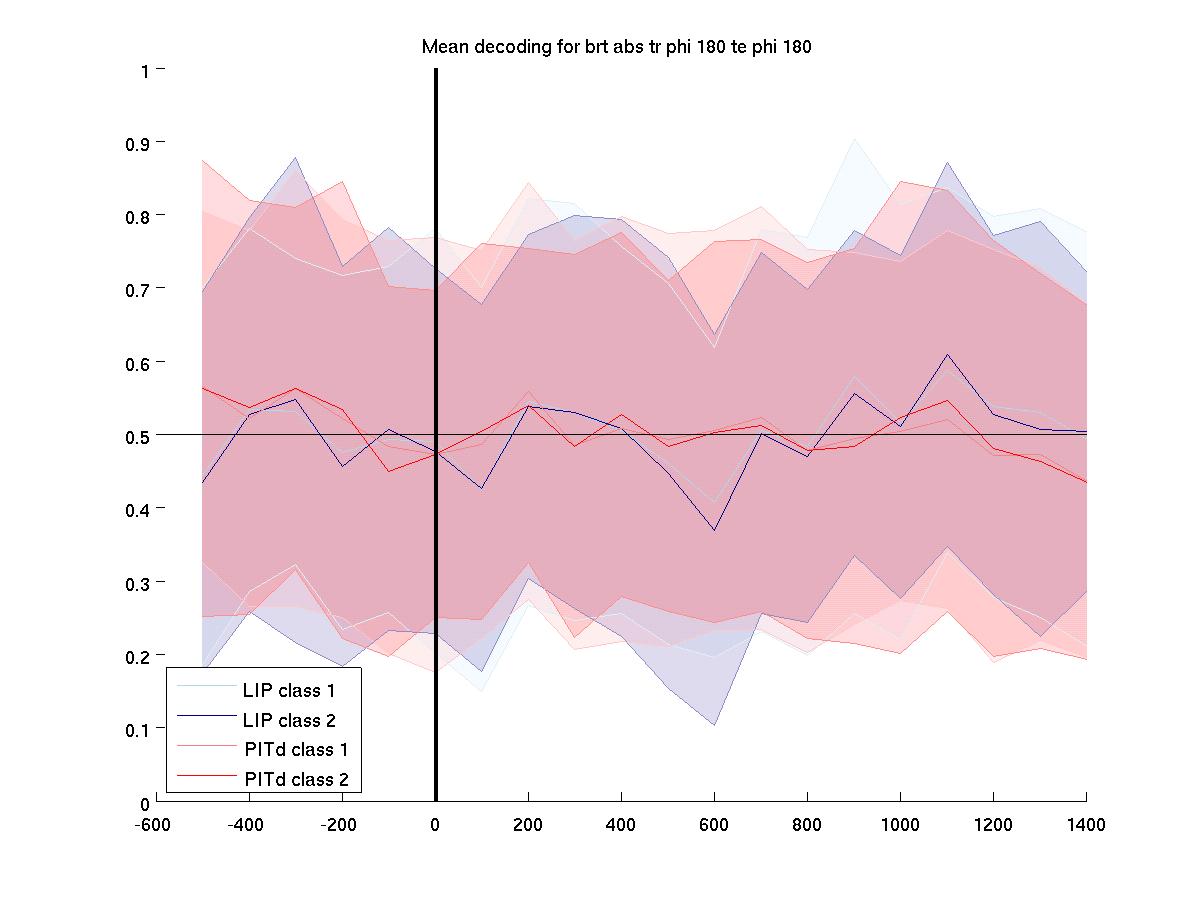 Mean decoding for brt abs tr phi 180 te phi 180
1
0.9
0.8
0.7
0.6
0.5
0.4
0.3
0.2
0.1
0
LIP class 1
LIP class 2
PITd class 1
PITd class 2
-600 -400 -200 0 200 400 600 800 1000 1200 1400